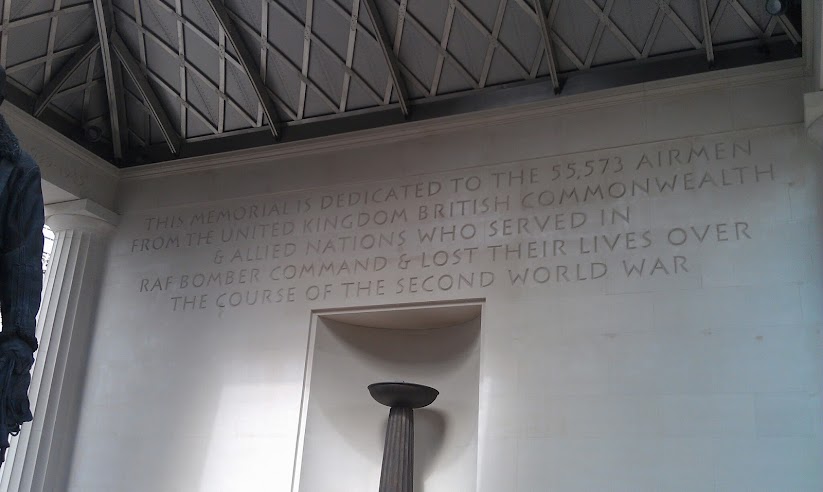 THIS MEMORIAL IS DEDICATED TO THE 55,573 AIRMEN
FROM THE UNITED KINGDOM BRITISH COMMONWEALTH
& ALLIED NATIONS WHO SERVED IN
RAF BOMBER COMMAND & LOST THEIR LIVES OVER
THE COURSE OF THE SECOND WORLD WAR